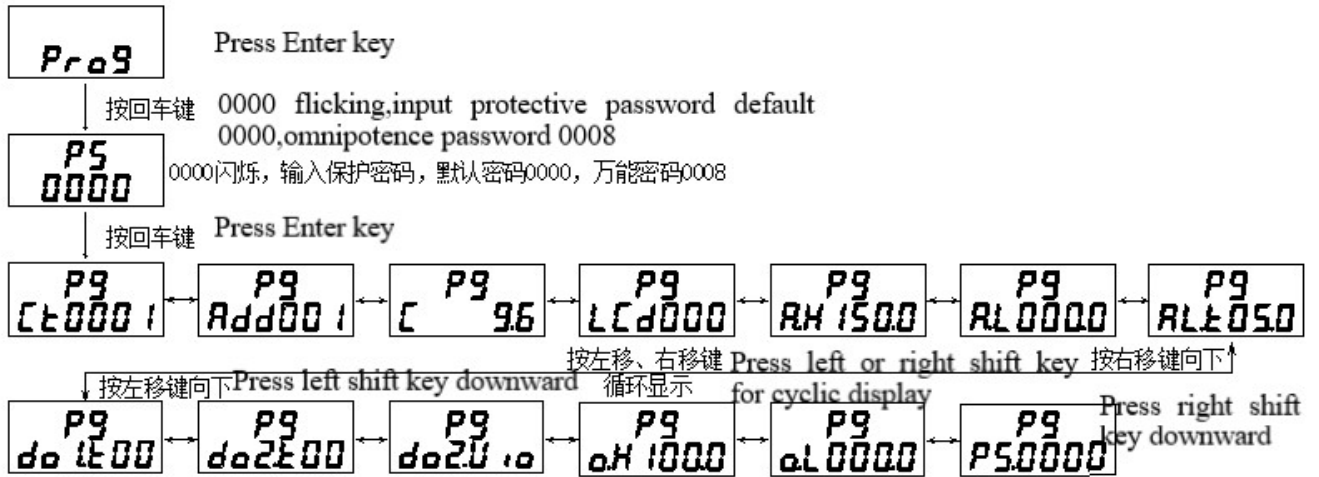 Prog
Press Enter key
按回车键
0000 flicking,input protective password default
0000,omnipotence password 0008
PS
0000
0000闪烁，输入保护密码，默认密码0000，万能密码0008
按回车键
Press Enter key
Pg Pg Pg Pg Pg Pg Pg
Ct0001 Add001 C 9.6 LCd000 AH150.0 AL000.0 ALt05.0
按左移、右移键 Press left or right shift key 按右移键向下
按左移键向下 Press left shift key downward 循环显示 for cyclic display
Pg Pg Pg Pg Pg Pg Press right shift
do1t00 do2t00 do2.U io o.H100.0 oL000.0 PS.0000 key downward